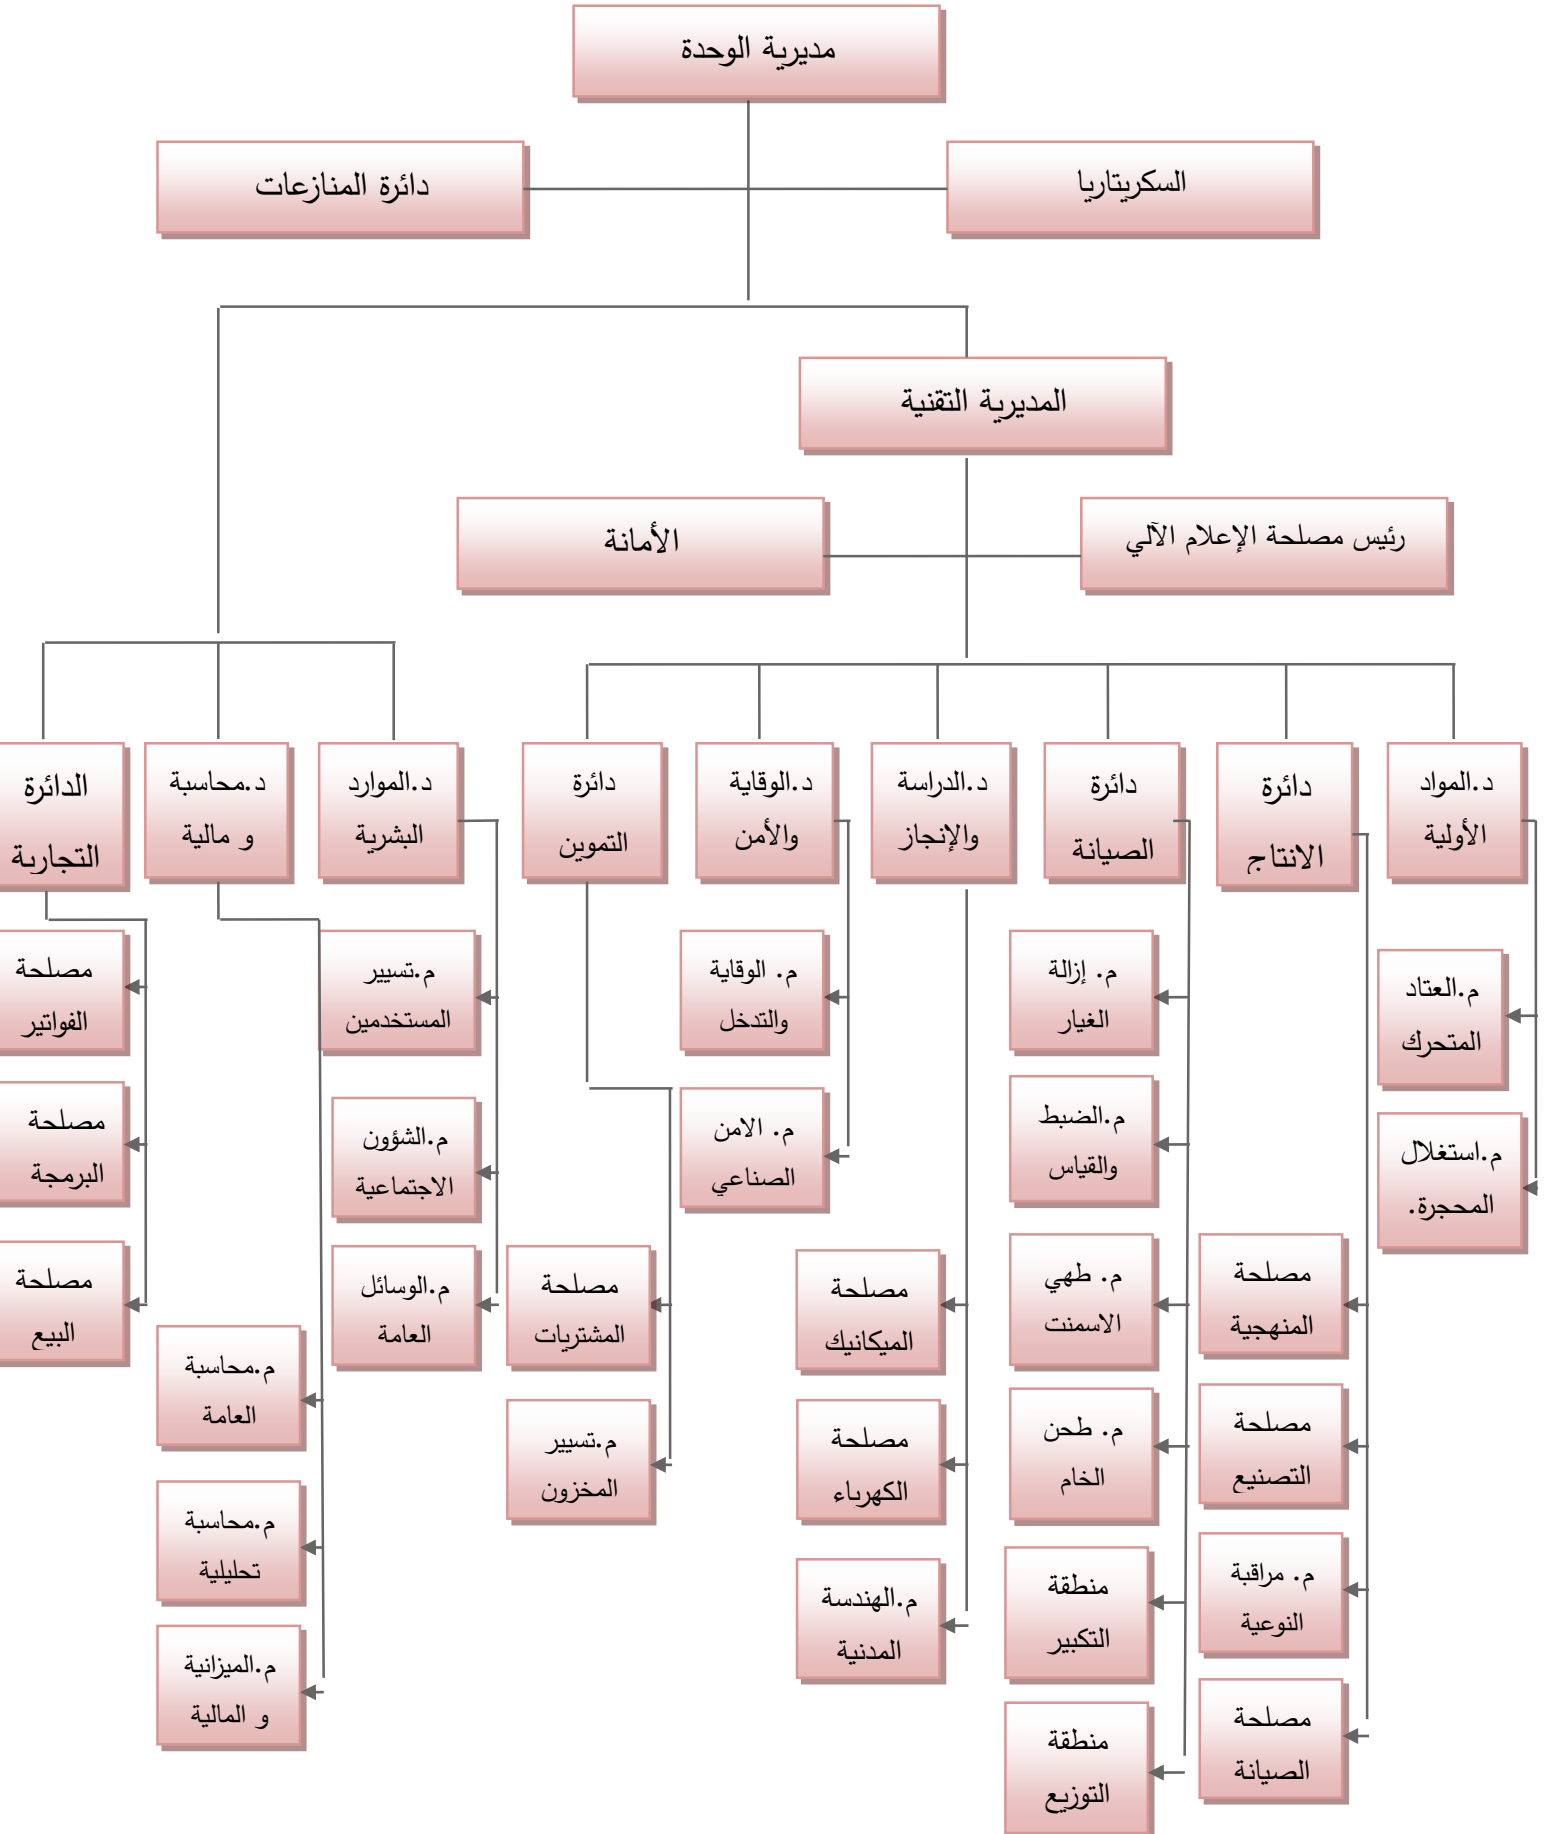 مديرية الوحدة
السكريتاريا
دائرة المنازعات
المديرية التقنية
رئيس مصلحة الإعلام الآلي
الأمانة
د.المواد
الأولية
دائرة
الانتاج
دائرة
الصيانة
د.الدراسة
والإنجاز
د.الوقاية
والأمن
دائرة
التموين
د.الموارد
البشرية
د.محاسبة
و مالية
الدائرة
التجارية
م.العتاد
المتحرك
م.استغلال
المحجرة.
مصلحة
المنهجية
مصلحة
التصنيع
م. مراقبة
النوعية
مصلحة
الصيانة
م. إزالة
الغيار
م.الضبط
والقياس
م. طهي
الاسمنت
م. طحن
الخام
منطقة
التكبير
منطقة
التوزيع
مصلحة
الميكانيك
مصلحة
الكهرباء
م.الهندسة
المدنية
م. الوقاية
والتدخل
م. الامن
الصناعي
مصلحة
المشتريات
م.تسيير
المخزون
م.تسيير
المستخدمين
م.الشؤون
الاجتماعية
م.الوسائل
العامة
م.محاسبة
العامة
م.محاسبة
تحليلية
م.الميزانية
و المالية
مصلحة
الفواتير
مصلحة
البرمجة
مصلحة
البيع